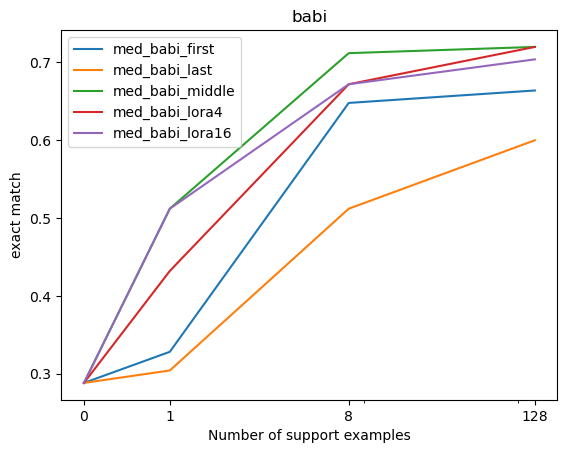 babi
med_babi_first
med_babi_last
med_babi_middle
med_babi_lora4
med_babi_lora16
exact match
0.7
0.6
0.5
0.4
0.3
0
1
8
128
Number of support examples